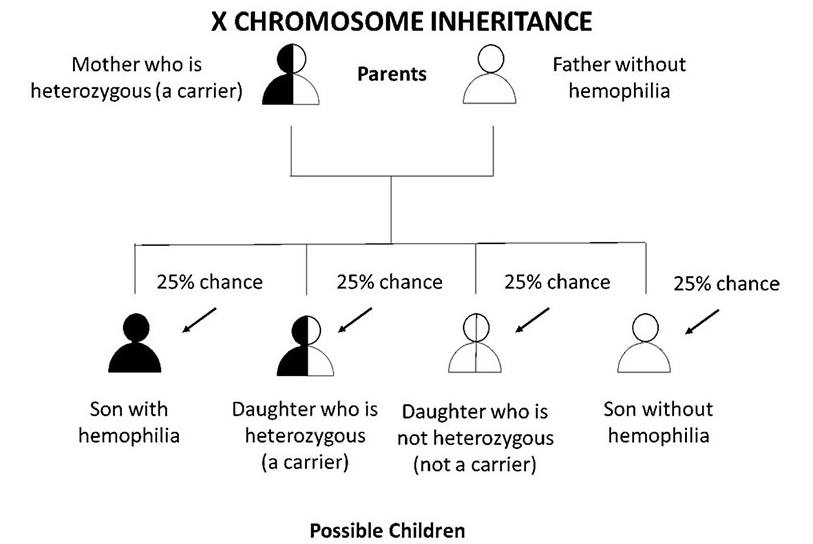 X CHROMOSOME INHERITANCE
Mother who is
heterozygous (a carrier)
Parents
Father without
hemophilia
25% chance
25% chance
25% chance
25% chance
Son with
hemophilia
Daughter who is
heterozygous
(a carrier)
Daughter who is
not heterozygous
(not a carrier)
Son without
hemophilia
Possible Children